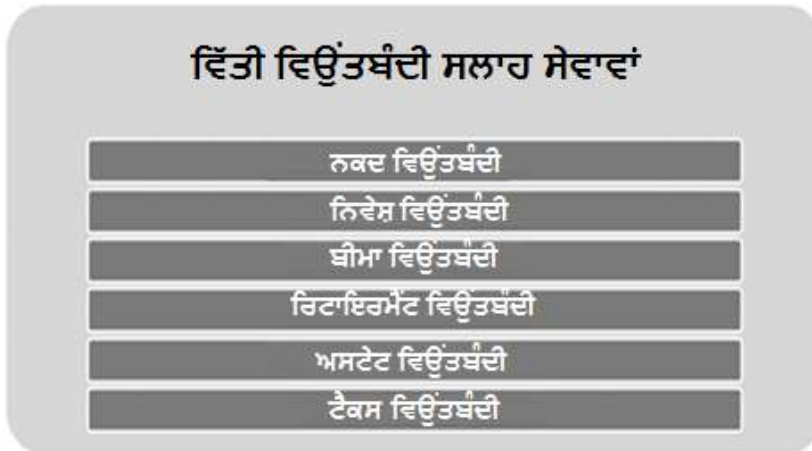 ਵਿੱਤੀ ਵਿਉਂਤਬੰਦੀ ਸਲਾਹ ਸੇਵਾਵਾਂ
ਨਕਦ ਵਿਉਂਤਬੰਦੀ
ਨਿਵੇਸ਼ ਵਿਉਂਤਬੰਦੀ
ਬੀਮਾ ਵਿਉਂਤਬੰਦੀ
ਰਿਟਾਇਰਮੈਂਟ ਵਿਉਂਤਬੰਦੀ
ਅਸਟੇਟ ਵਿਉਂਤਬੰਦੀ
ਟੈਕਸ ਵਿਉਂਤਬੰਦੀ